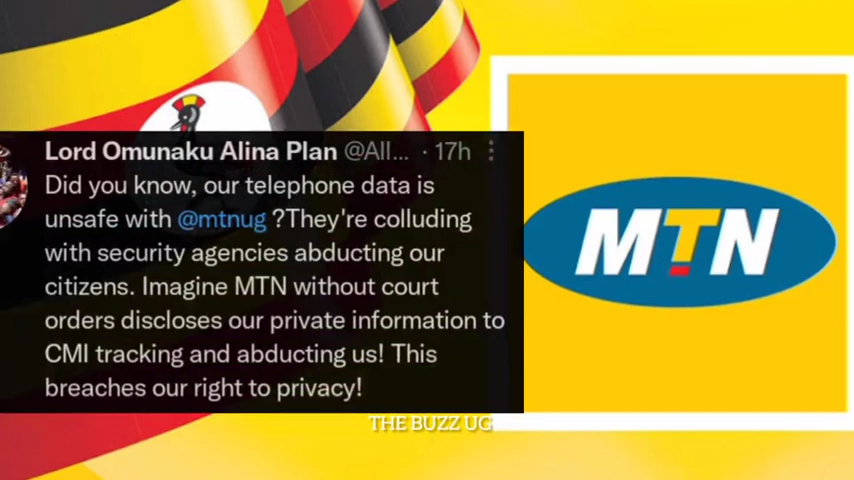 Lord Omunaku Alina Plan @All... · 17h
Did you know, our telephone data is
unsafe with @mtnug ?They're colluding
with security agencies abducting our
citizens. Imagine MTN without court
orders discloses our private information to
CMI tracking and abducting us! This
breaches our right to privacy!
MTN
THE BUZZ UG